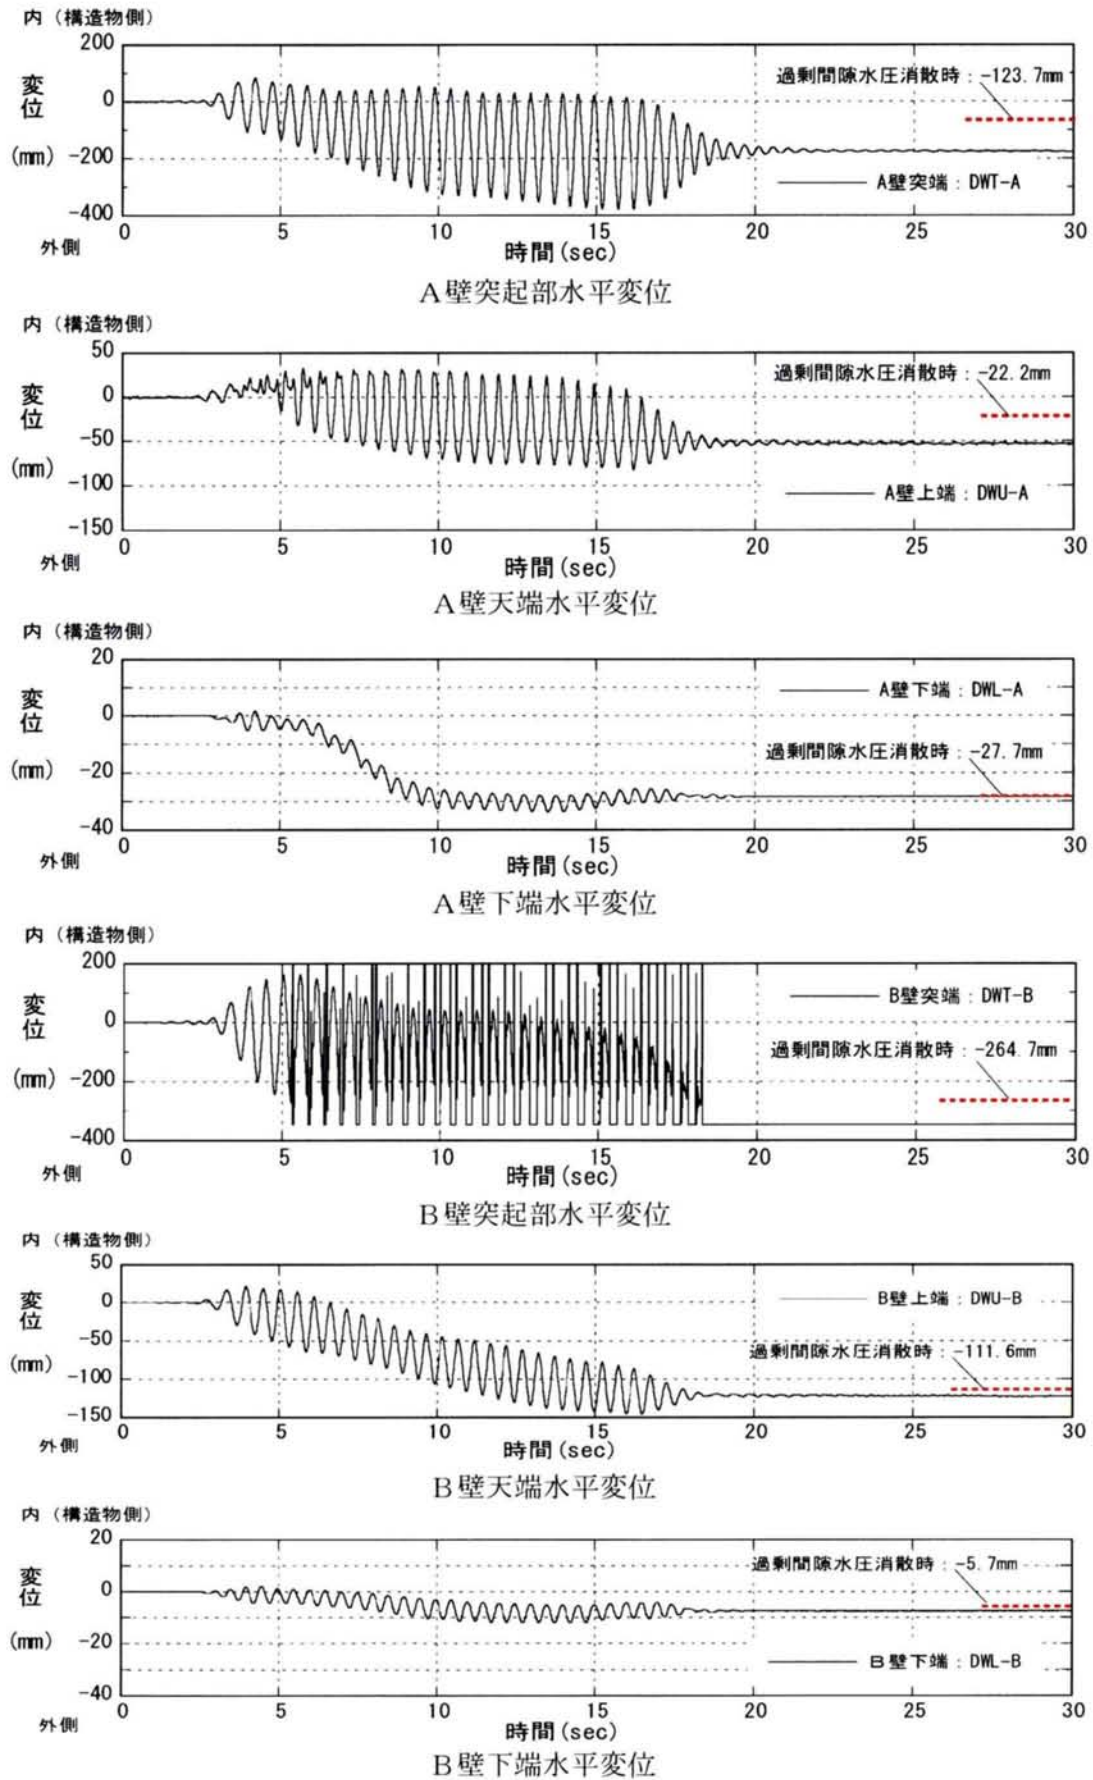 内（構造物側）
200
0
-200
-400
変位
(mm)
過剰間隙水圧消散時：-123.7mm
A壁突端：DWT-A
0 5 10 15 20 25 30
外側
時間(sec)
A壁突起部水平変位
内（構造物側）
50
0
-50
-100
-150
変位
(mm)
過剰間隙水圧消散時：-22.2mm
A壁上端：DWU-A
0 5 10 15 20 25 30
外側
時間(sec)
A壁天端水平変位
内（構造物側）
20
0
-20
-40
変位
(mm)
A壁下端：DWL-A
過剰間隙水圧消散時：-27.7mm
0 5 10 15 20 25 30
外側
時間(sec)
A壁下端水平変位
内（構造物側）
200
0
-200
-400
変位
(mm)
B壁突端：DWT-B
過剰間隙水圧消散時：-264.7mm
0 5 10 15 20 25 30
外側
時間(sec)
B壁突起部水平変位
内（構造物側）
50
0
-50
-100
-150
変位
(mm)
B壁上端：DWU-B
過剰間隙水圧消散時：-111.6mm
0 5 10 15 20 25 30
外側
時間(sec)
B壁天端水平変位
内（構造物側）
20
0
-20
-40
変位
(mm)
過剰間隙水圧消散時：-5.7mm
B壁下端：DWL-B
0 5 10 15 20 25 30
外側
時間(sec)
B壁下端水平変位